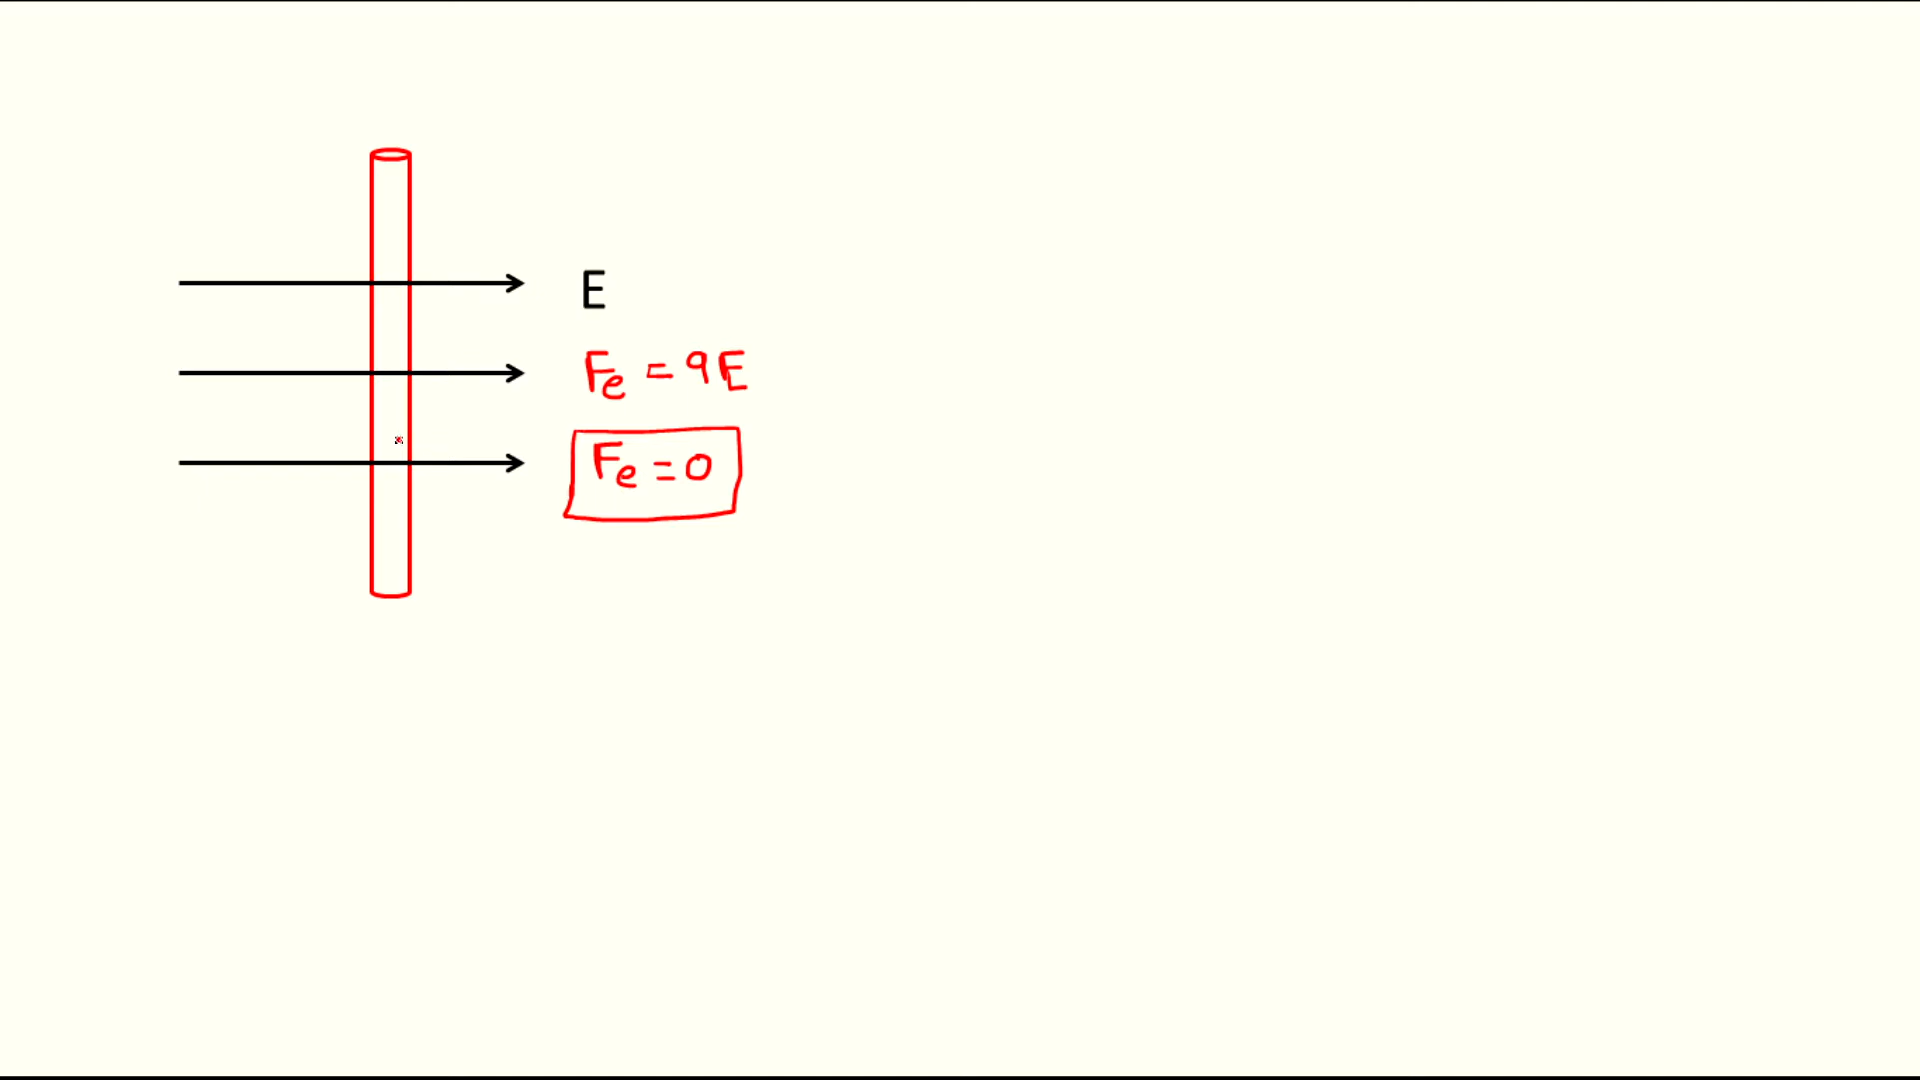 E
Fe = qE
Fe = 0